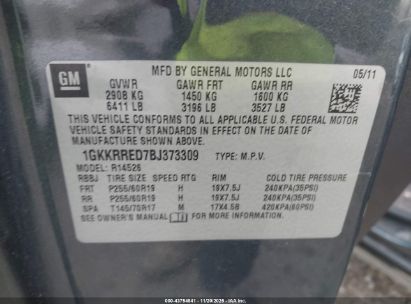 GM
MFD BY GENERAL MOTORS LLC 05/11
GVWR GAWR FRT GAWR RR
2908 KG 1450 KG 1600 KG
6411 LB 3196 LB 3527 LB
THIS VEHICLE CONFORMS TO ALL APPLICABLE U.S. FEDERAL MOTOR
VEHICLE SAFETY STANDARDS IN EFFECT ON THE DATE OF
MANUFACTURE SHOWN ABOVE.
1GKKRRED7BJ373309 TYPE: M.P.V.
MODEL: R14526
RBBJ TIRE SIZE SPEED RTG RIM COLD TIRE PRESSURE
FRT P255/60R19 H 19X7.5J 240KPA(35PSI)
RR P255/60R19 H 19X7.5J 240KPA(35PSI)
SPA T145/70R17 M 17X4.5B 420KPA(60PSI)
SEE OWNER'S MANUAL FOR MORE INFORMATION.